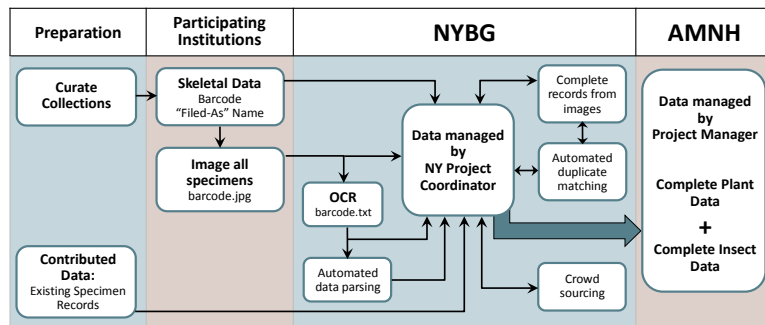 Preparation
Participating
Institutions
NYBG
AMNH
Curate
Collections
Skeletal Data
Barcode
“Filed-As” Name
Image all
specimens
barcode.jpg
OCR
barcode.txt
Automated
data parsing
Contributed
Data:
Existing Specimen
Records
Data managed
by
NY Project
Coordinator
Complete
records from
images
Automated
duplicate
matching
Crowd
sourcing
Data managed
by
Project Manager
Complete Plant
Data
+
Complete Insect
Data